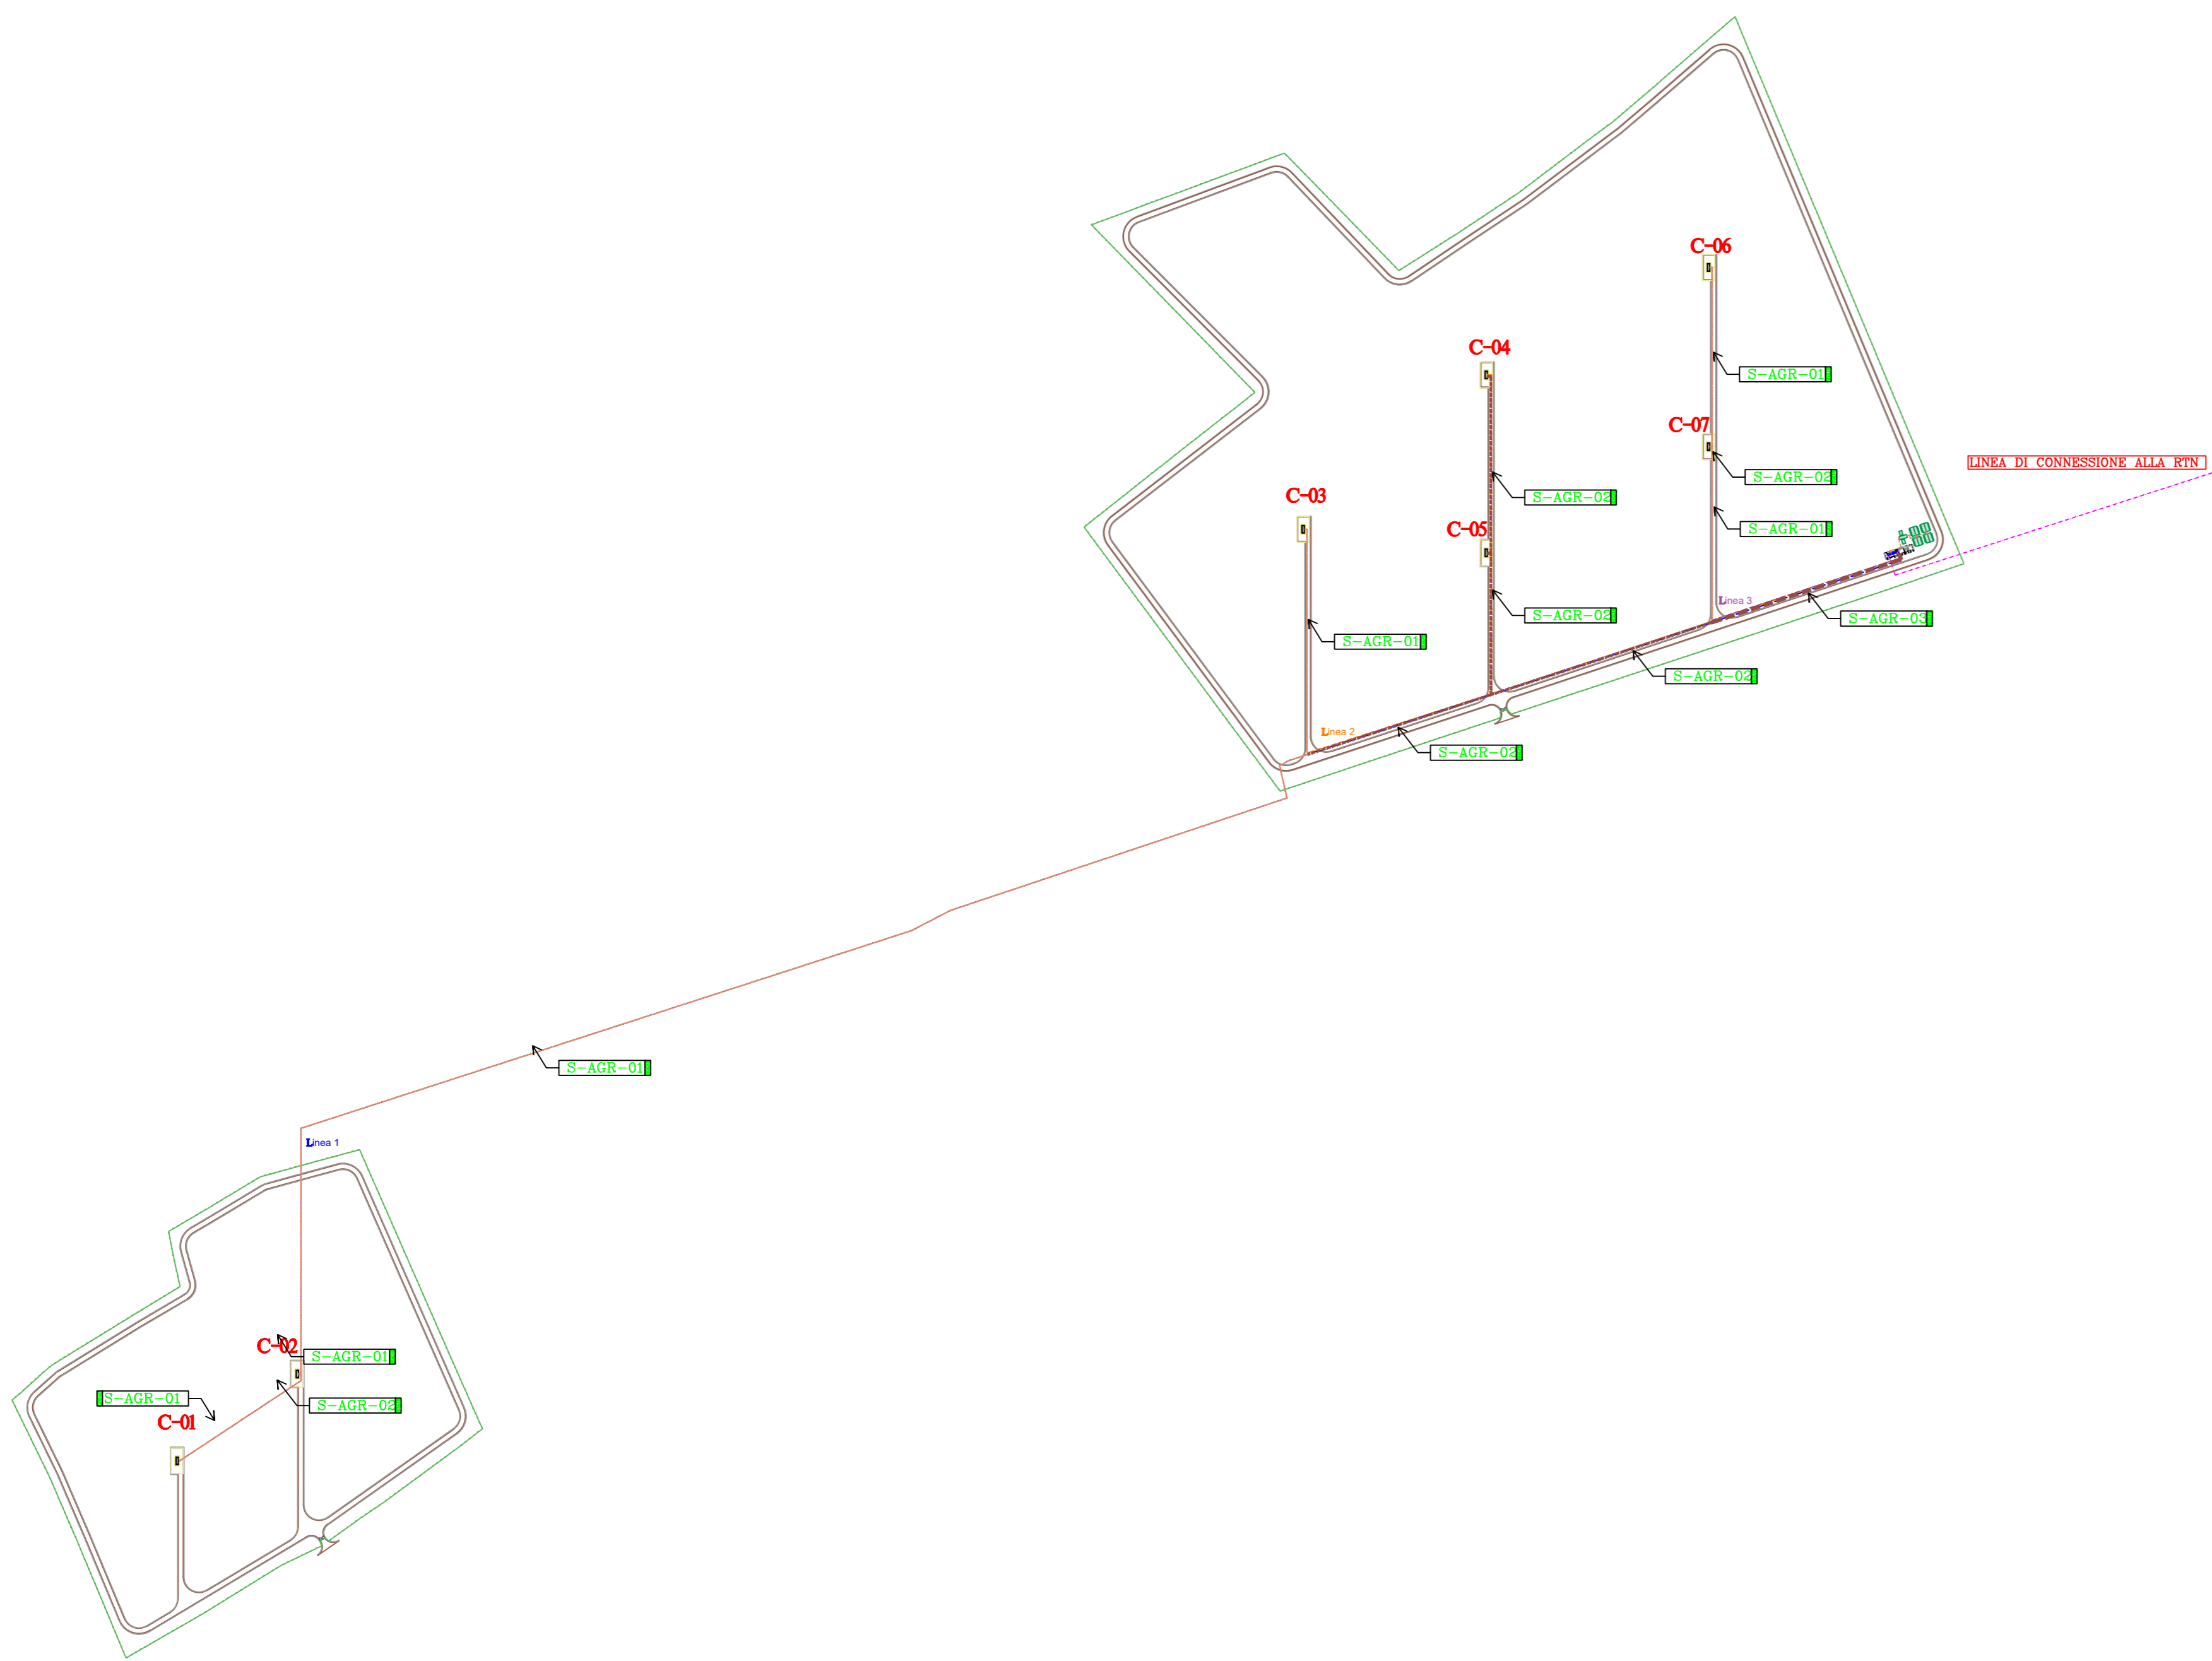 C-06
C-04
S-AGR-01
C-07
LINEA DI CONNESSIONE ALLA RTN
S-AGR-02
C-03
S-AGR-02
C-05
S-AGR-01
Linea 3
S-AGR-02
S-AGR-03
S-AGR-01
S-AGR-02
Linea 2
S-AGR-02
S-AGR-01
Linea 1
C-02
S-AGR-01
S-AGR-01
S-AGR-02
C-01